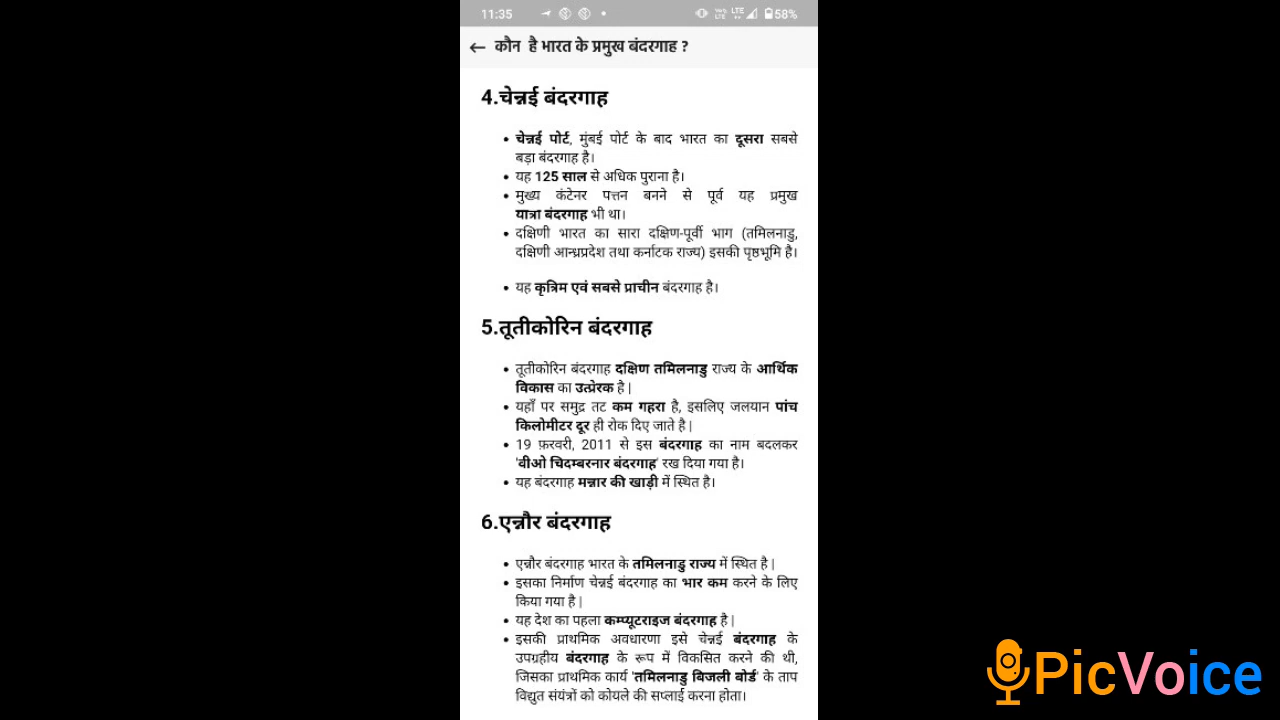 11:35
VoLTE LTE 58%
← कौन है भारत के प्रमुख बंदरगाह ?
4.चेन्नई बंदरगाह
• चेन्नई पोर्ट, मुंबई पोर्ट के बाद भारत का दूसरा सबसे
बड़ा बंदरगाह है।
• यह 125 साल से अधिक पुराना है।
• मुख्य कंटेनर पत्तन बनने से पूर्व यह प्रमुख
यात्रा बंदरगाह भी था।
• दक्षिणी भारत का सारा दक्षिण-पूर्वी भाग (तमिलनाडु,
दक्षिणी आन्ध्रप्रदेश तथा कर्नाटक राज्य) इसकी पृष्ठभूमि है।
• यह कृत्रिम एवं सबसे प्राचीन बंदरगाह है।
5.तूतीकोरिन बंदरगाह
• तूतीकोरिन बंदरगाह दक्षिण तमिलनाडु राज्य के आर्थिक
विकास का उत्प्रेरक है |
• यहाँ पर समुद्र तट कम गहरा है, इसलिए जलयान पांच
किलोमीटर दूर ही रोक दिए जाते है |
• 19 फ़रवरी, 2011 से इस बंदरगाह का नाम बदलकर
'वीओ चिदम्बरनार बंदरगाह' रख दिया गया है।
• यह बंदरगाह मन्नार की खाड़ी में स्थित है।
6.एन्नौर बंदरगाह
• एन्नौर बंदरगाह भारत के तमिलनाडु राज्य में स्थित है |
• इसका निर्माण चेन्नई बंदरगाह का भार कम करने के लिए
किया गया है |
• यह देश का पहला कम्प्यूटराइज बंदरगाह है |
• इसकी प्राथमिक अवधारणा इसे चेन्नई बंदरगाह के
उपग्रहीय बंदरगाह के रूप में विकसित करने की थी,
जिसका प्राथमिक कार्य 'तमिलनाडु बिजली बोर्ड' के ताप
विद्युत संयंत्रों को कोयले की सप्लाई करना होता।
PicVoice